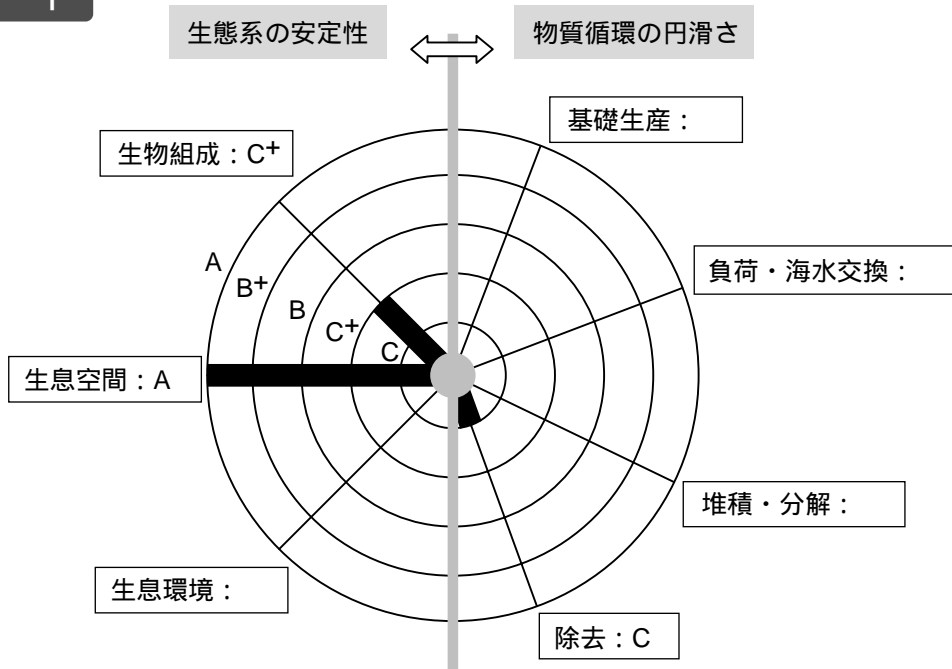 生態系の安定性
物質循環の円滑さ
基礎生産：
生物組成：C+
負荷・海水交換：
A
B+
B
C+
C
生息空間：A
堆積・分解：
生息環境：
除去：C